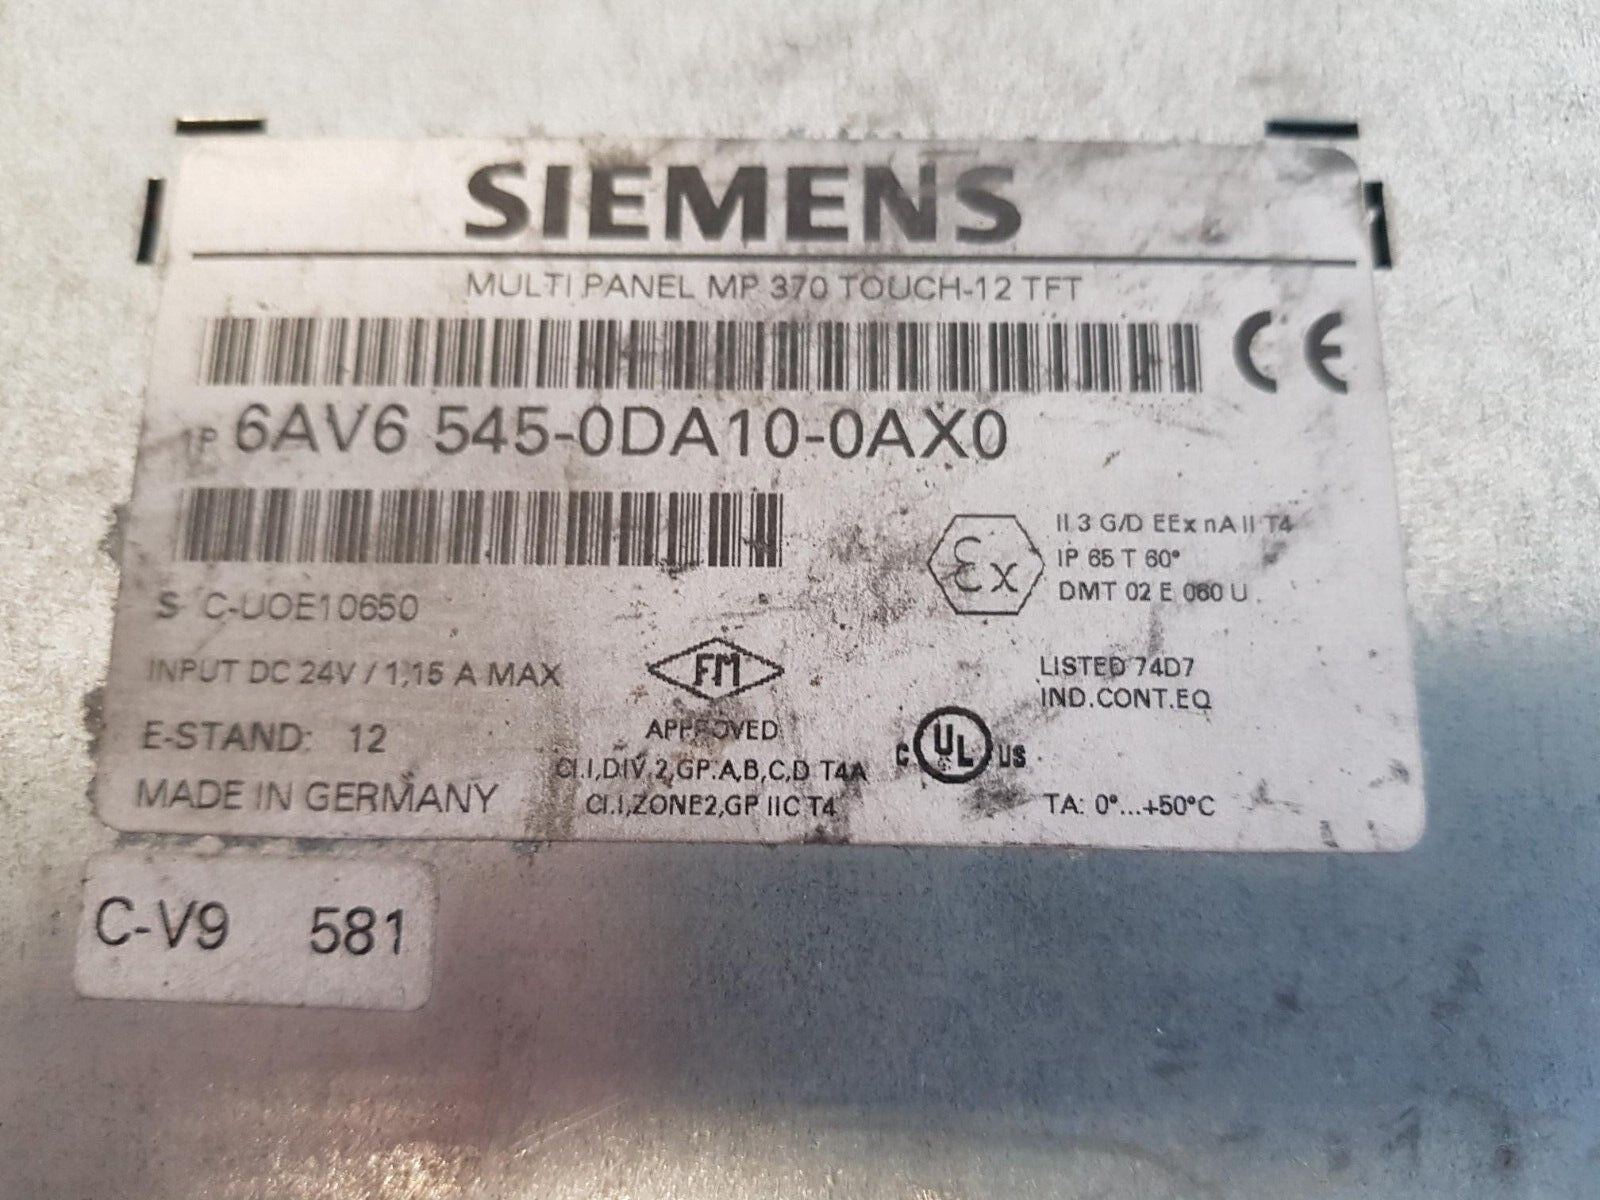 SIEMENS
MULTI PANEL MP 370 TOUCH-12 TFT
CE
1P 6AV6 545-0DA10-0AX0
Ex
II 3 G/D EEx nA II T4
IP 65 T 60°
DMT 02 E 060 U
S C-UOE10650
INPUT DC 24V / 1,15 A MAX
FM
APPROVED
CI.I,DIV.2,GP.A,B,C,D T4A
CI.I,ZONE2,GP IIC T4
LISTED 74D7
IND.CONT.EQ
C UL US
E-STAND: 12
MADE IN GERMANY
TA: 0°...+50°C
C-V9 581